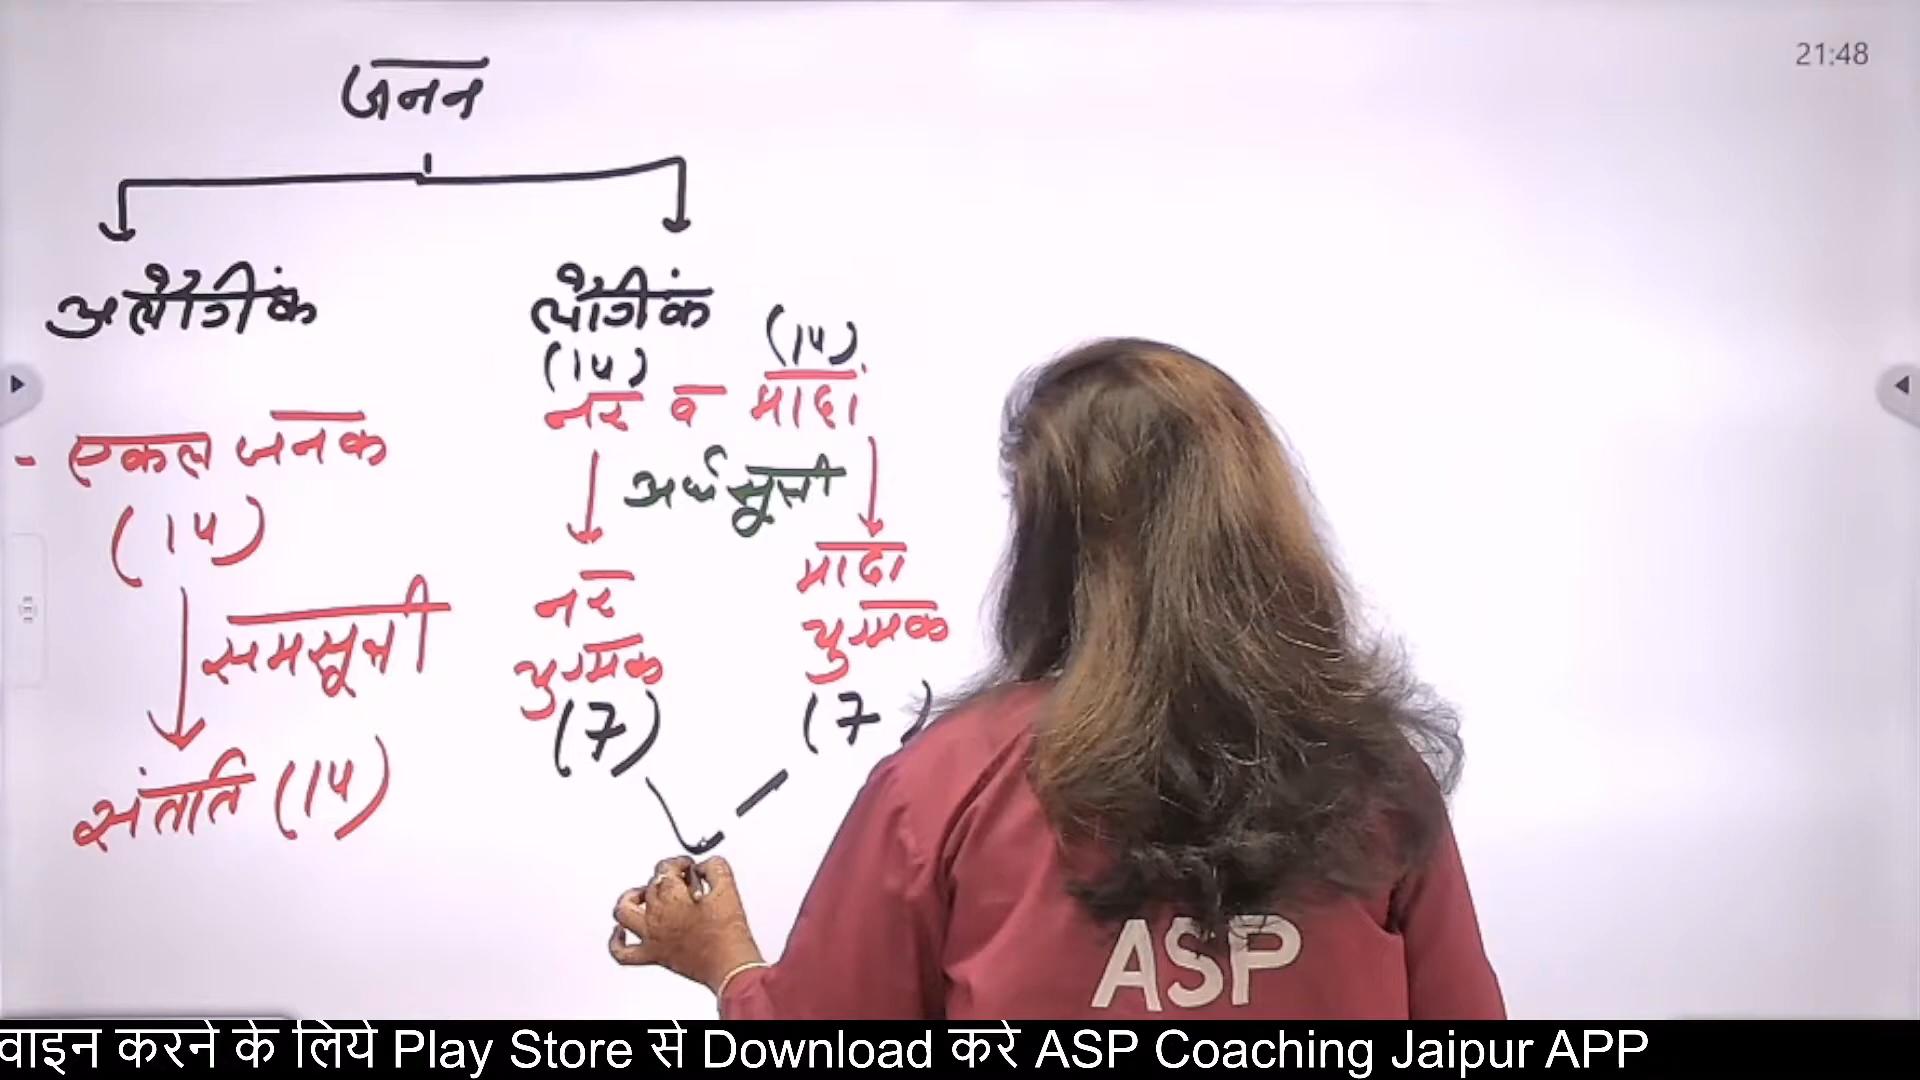 21:48
जनन
अलैंगीक
लैंगीक
(14)
(14)
नर व मादा
- एकल जनक
(14)
अर्धसूत्री
समसूत्री
नर
युग्मक
(7)
मादा
युग्मक
(7)
संतति (14)
ASP
वाइन करने के लिये Play Store से Download करे ASP Coaching Jaipur APP